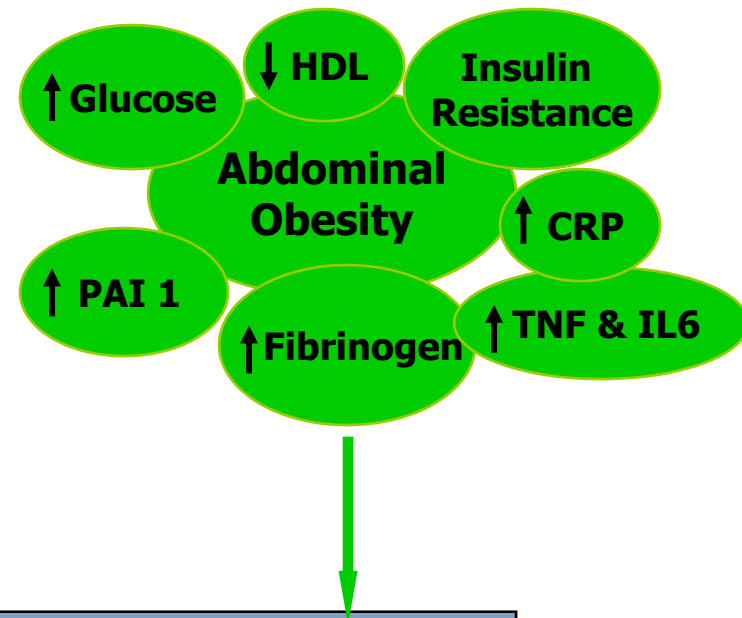 ↓ HDL
Insulin
Resistance
↑ Glucose
Abdominal
Obesity
↑ CRP
↑ PAI 1
↑ TNF & IL6
↑ Fibrinogen